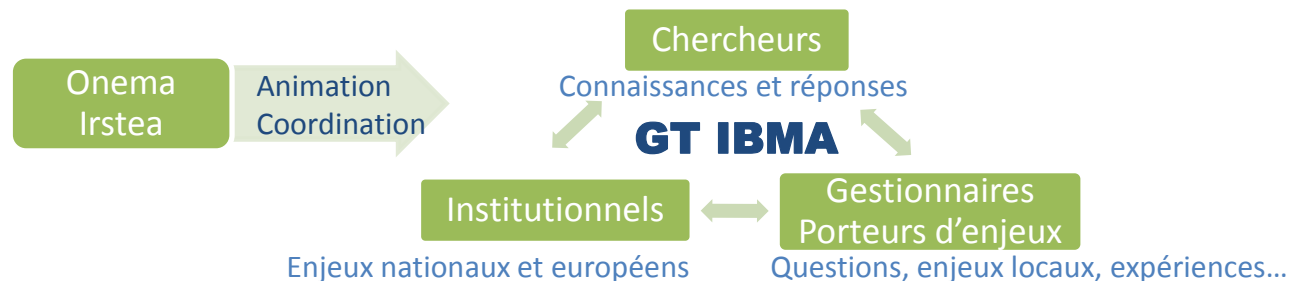 Onema
Irstea
Animation
Coordination
Chercheurs
Connaissances et réponses
GT IBMA
Institutionnels
Enjeux nationaux et européens
Gestionnaires
Porteurs d'enjeux
Questions, enjeux locaux, expériences…